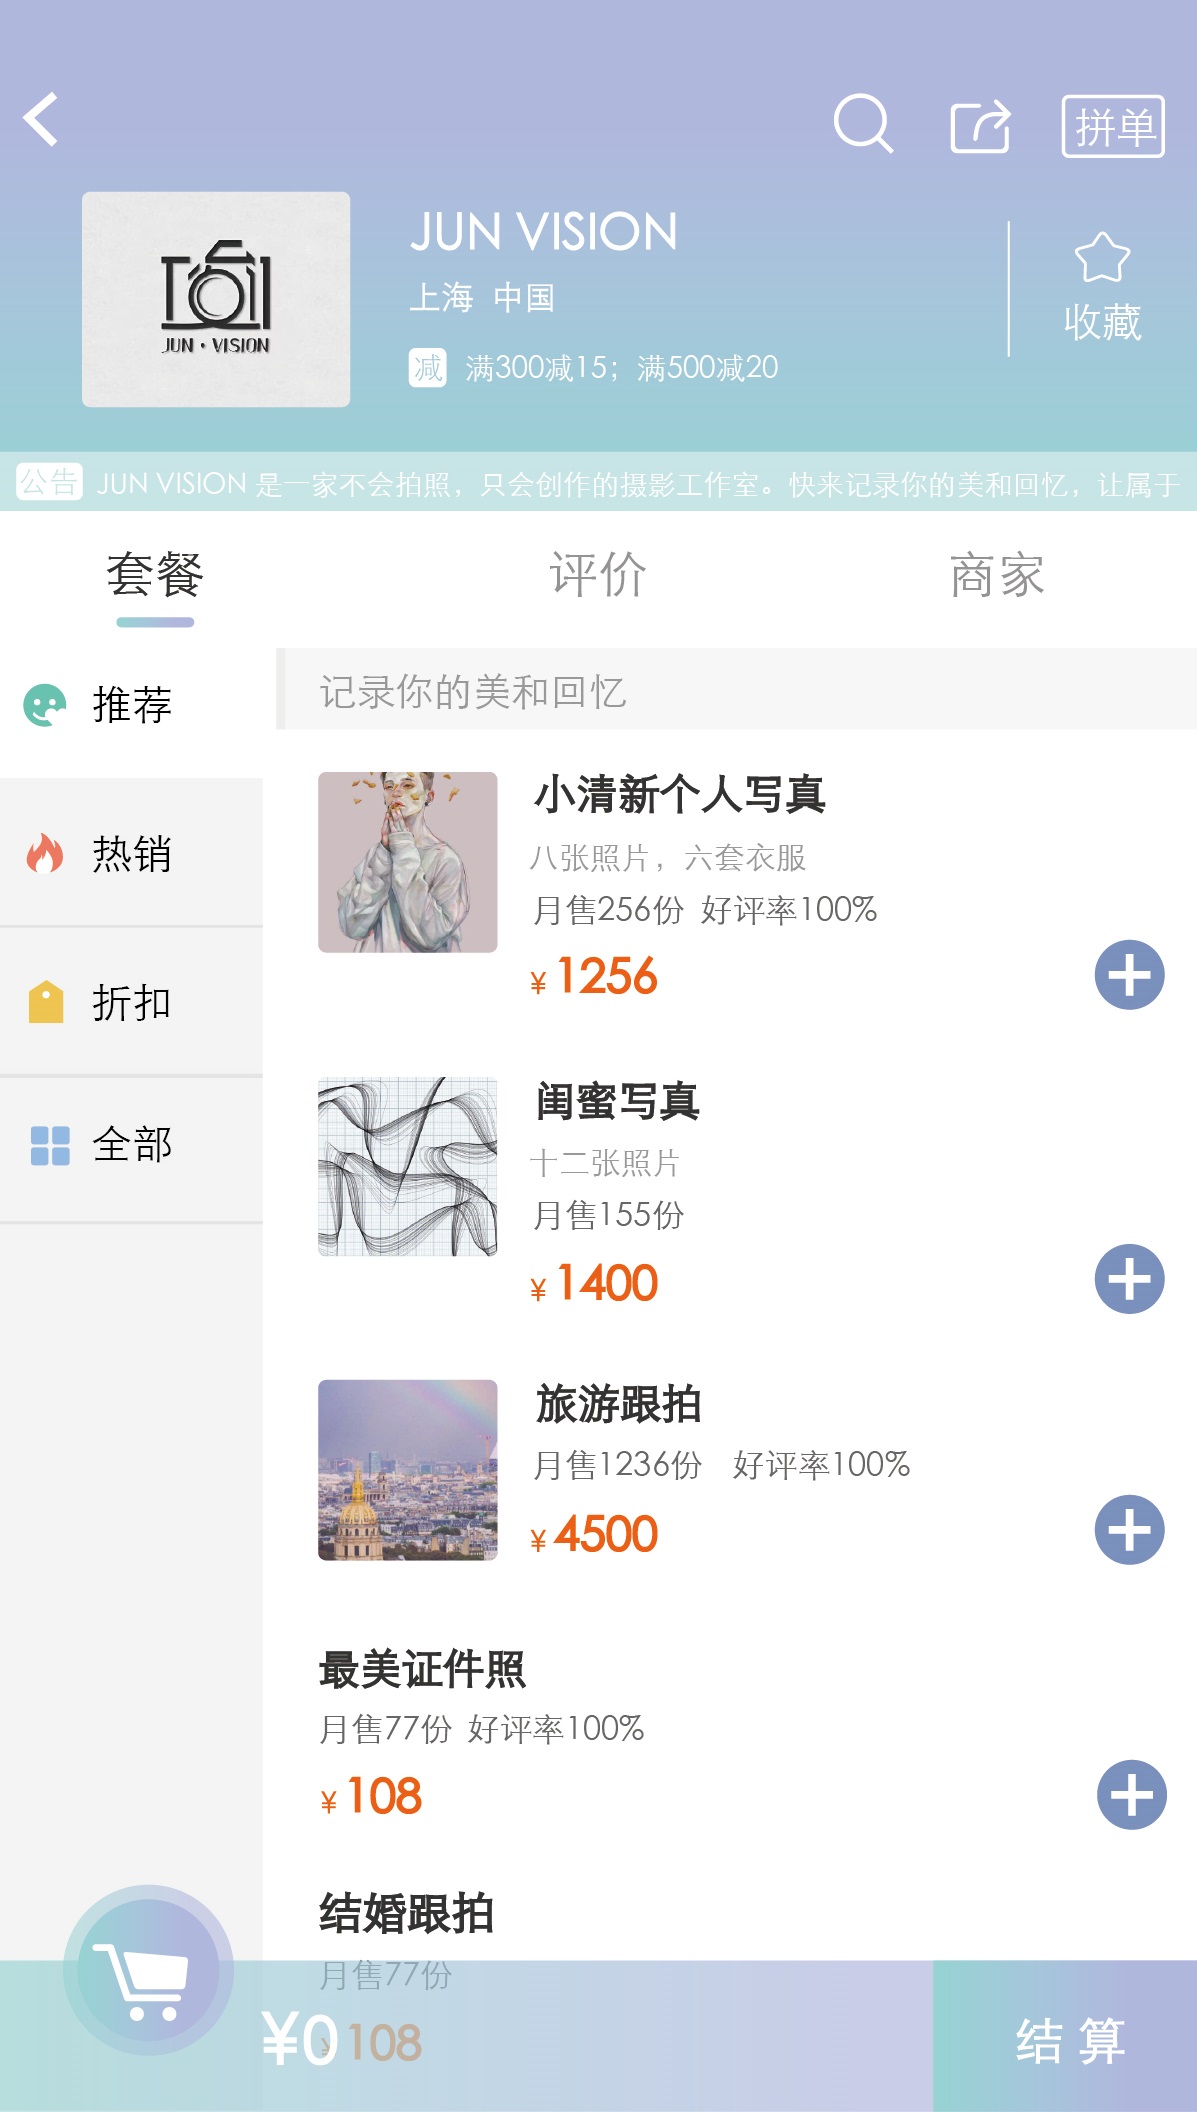 拼单
JUN VISION
上海 中国
收藏
JUN·VISION
减 满300减15；满500减20
公告 JUN VISION 是一家不会拍照，只会创作的摄影工作室。快来记录你的美和回忆，让属于
套餐 评价 商家
推荐
热销
折扣
全部
记录你的美和回忆
小清新个人写真
八张照片，六套衣服
月售256份 好评率100%
¥ 1256
闺蜜写真
十二张照片
月售155份
¥ 1400
旅游跟拍
月售1236份 好评率100%
¥ 4500
最美证件照
月售77份 好评率100%
¥ 108
结婚跟拍
月售77份
¥ 108
¥0
结算